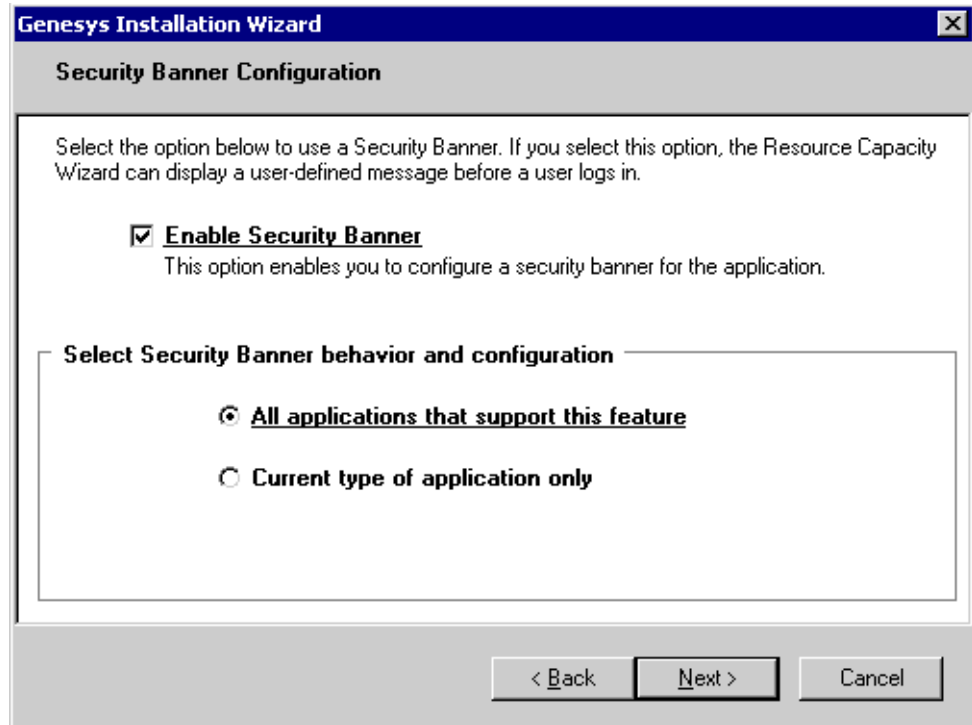 Genesys Installation Wizard
Security Banner Configuration
Select the option below to use a Security Banner. If you select this option, the Resource Capacity
Wizard can display a user-defined message before a user logs in.
Enable Security Banner
This option enables you to configure a security banner for the application.
Select Security Banner behavior and configuration
All applications that support this feature
Current type of application only
< Back Next > Cancel